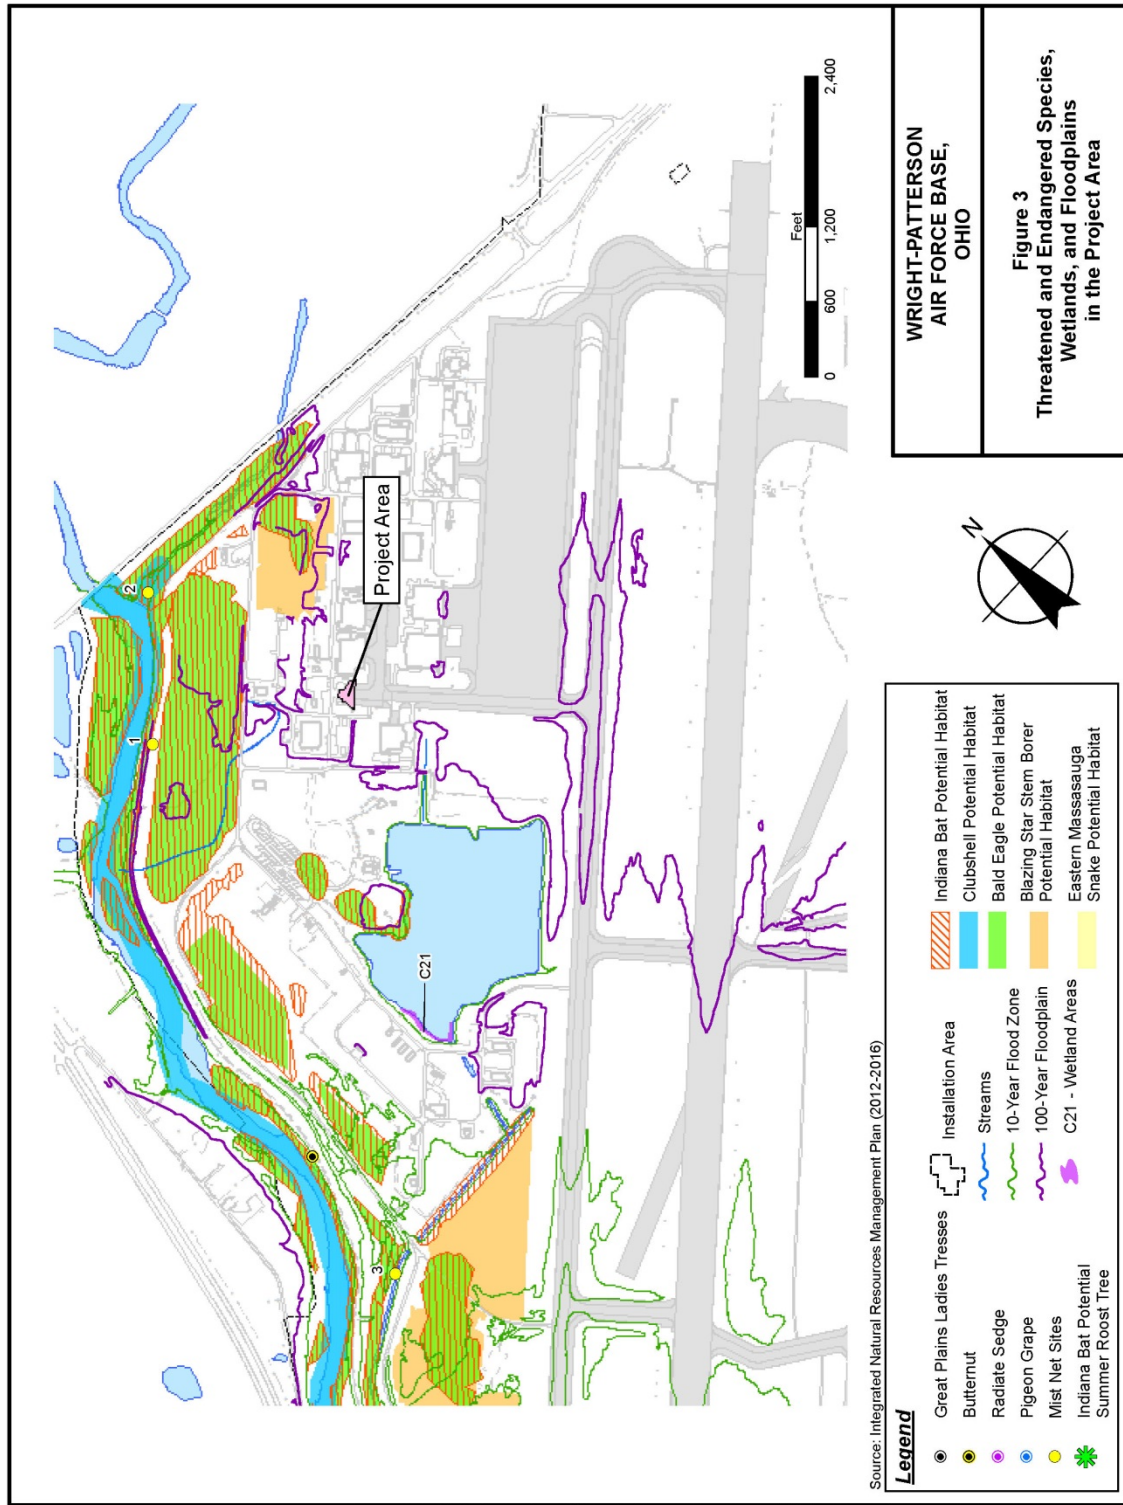 2
1
3
Project Area
C21
N
Feet
0 600 1,200 2,400
Source: Integrated Natural Resources Management Plan (2012-2016)
Legend
Great Plains Ladies Tresses
Butternut
Radiate Sedge
Pigeon Grape
Mist Net Sites
Indiana Bat Potential
Summer Roost Tree
Installation Area
Streams
10-Year Flood Zone
100-Year Floodplain
C21 - Wetland Areas
Indiana Bat Potential Habitat
Clubshell Potential Habitat
Bald Eagle Potential Habitat
Blazing Star Stem Borer
Potential Habitat
Eastern Massasauga
Snake Potential Habitat
WRIGHT-PATTERSON
AIR FORCE BASE,
OHIO
Figure 3
Threatened and Endangered Species,
Wetlands, and Floodplains
in the Project Area